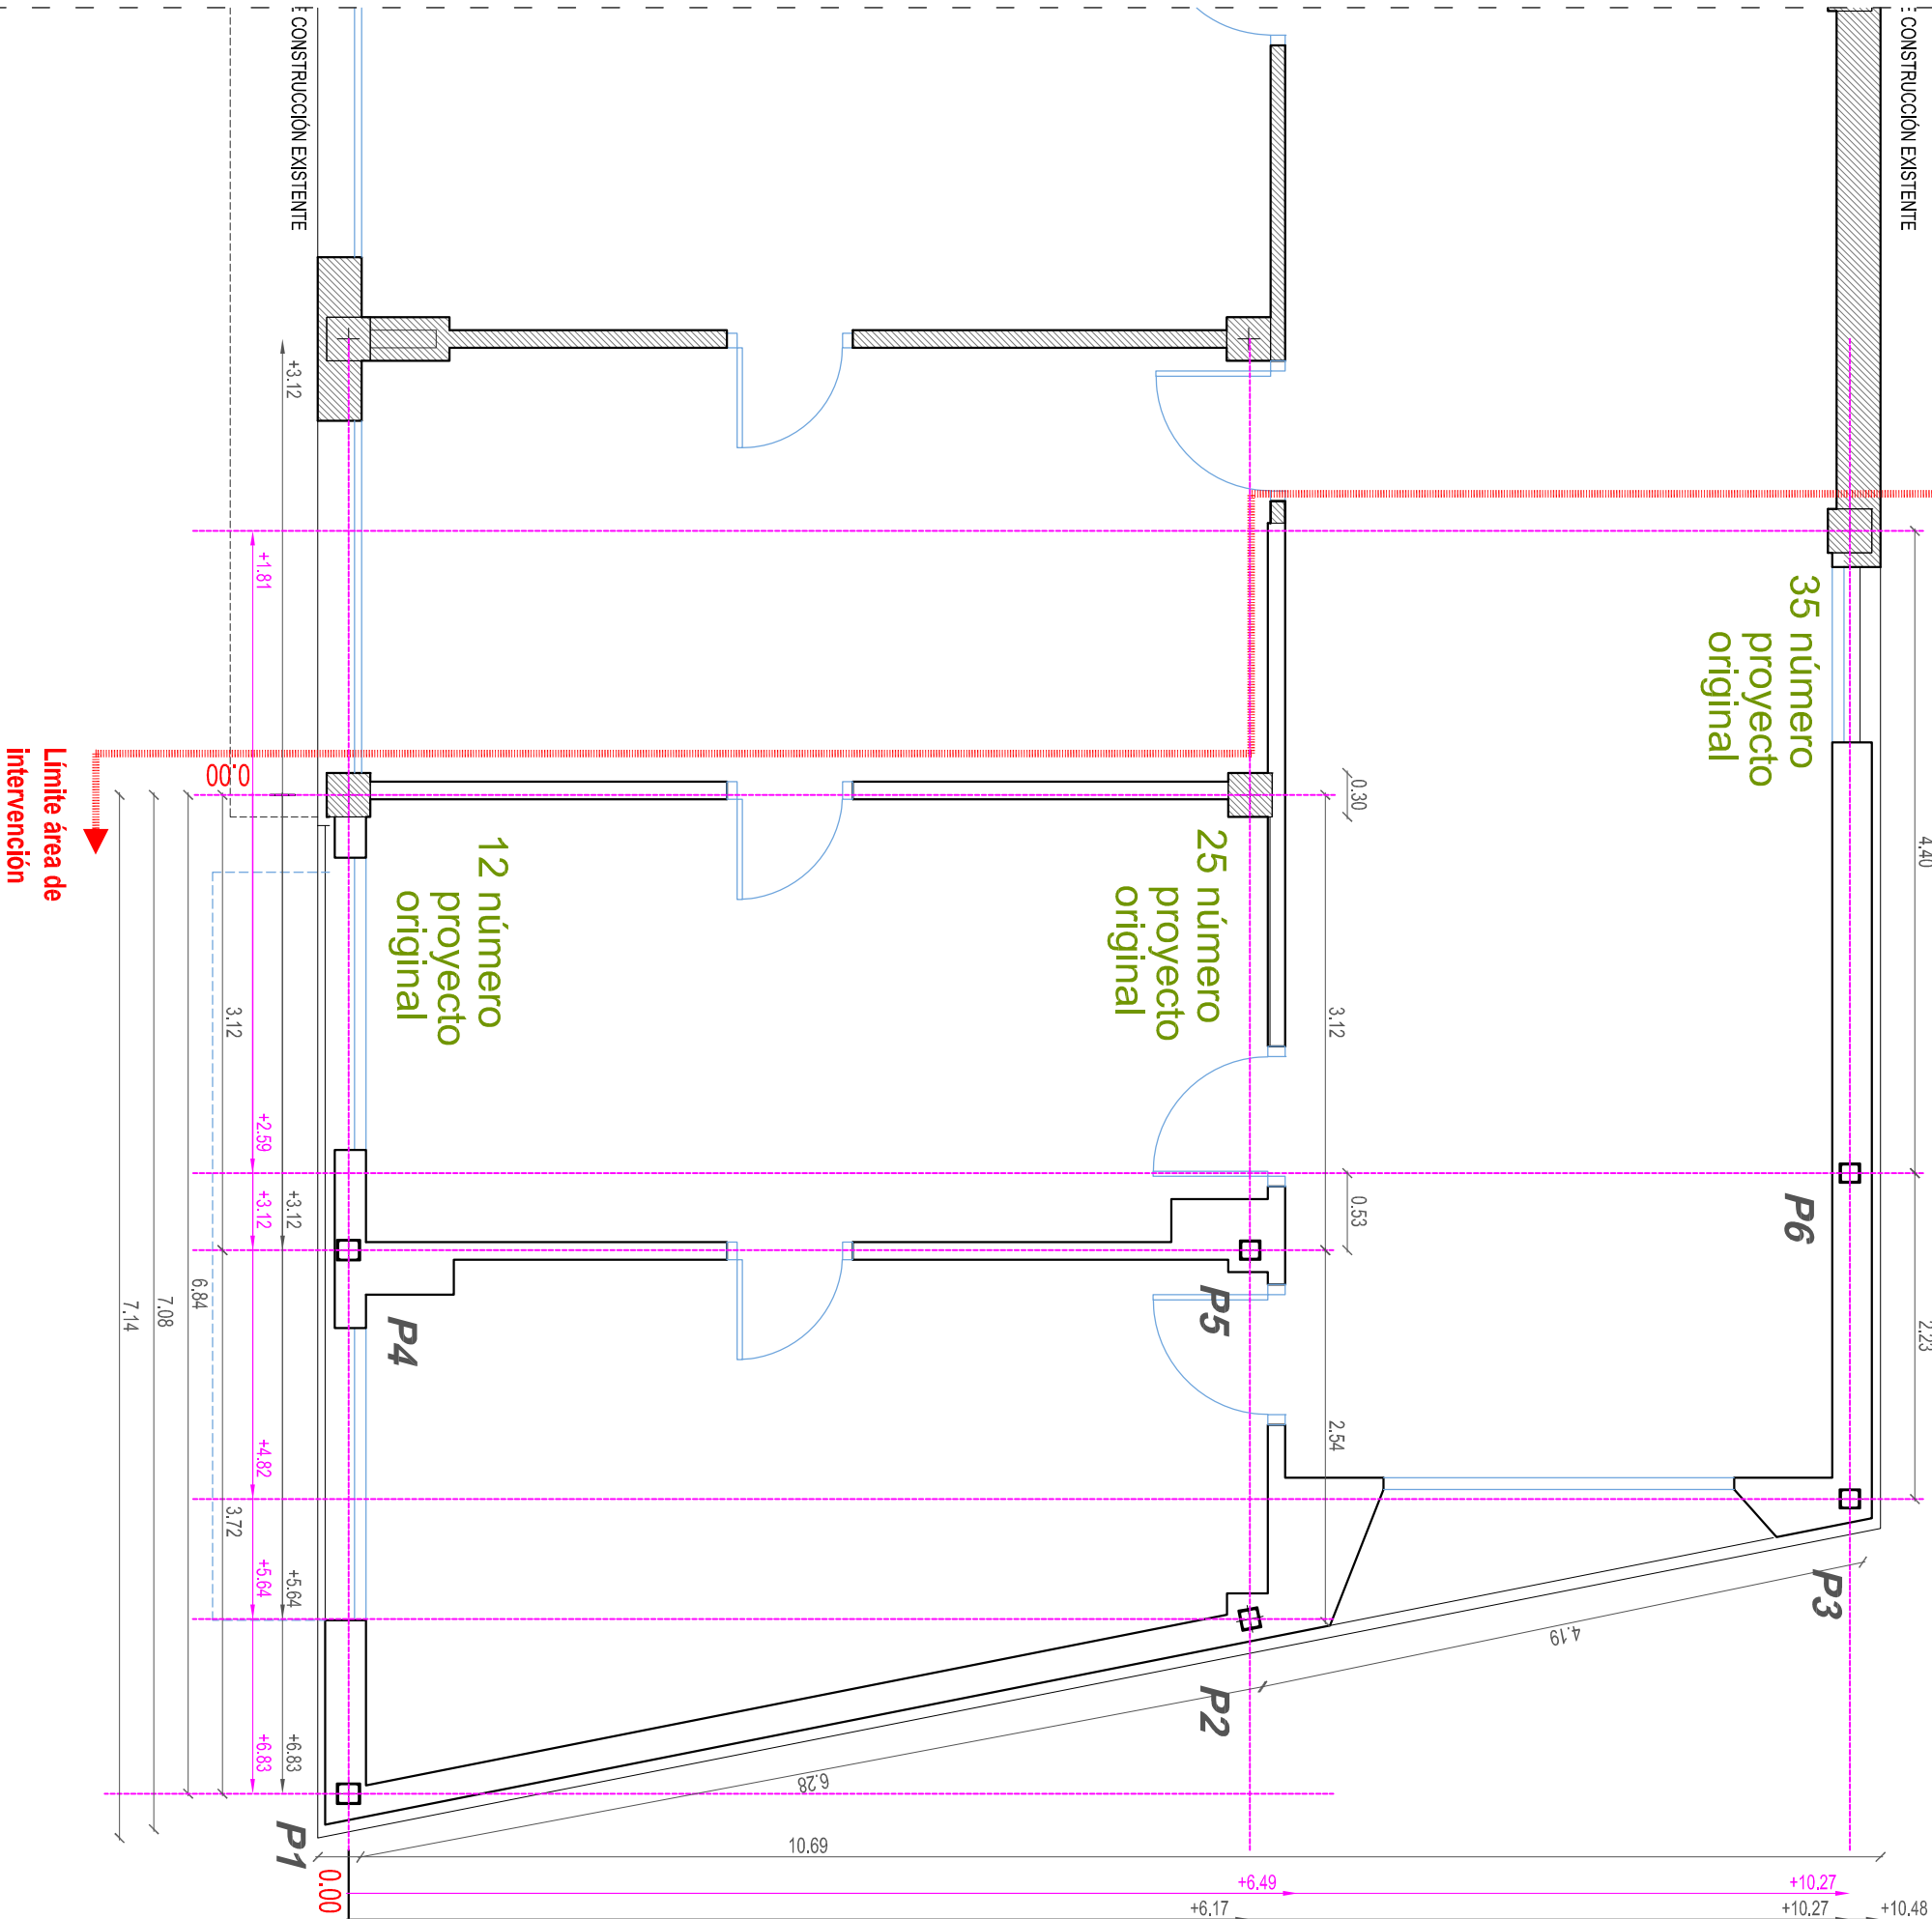 : CONSTRUCCIÓN EXISTENTE
: CONSTRUCCIÓN EXISTENTE
+3.12
+1.81
35 número
proyecto
original
4.40
Límite área de
intervención
0.00
0.30
12 número
proyecto
original
25 número
proyecto
original
3.12
3.12
+2.59
+3.12
+3.12
0.53
P6
6.84
7.08
7.14
P4
P5
2.23
+4.82
3.72
2.54
+5.64
+5.64
P3
4.19
P2
+6.83
+6.83
6.28
P1
0.00
10.69
+6.49
+10.27
+6.17
+10.27
+10.48